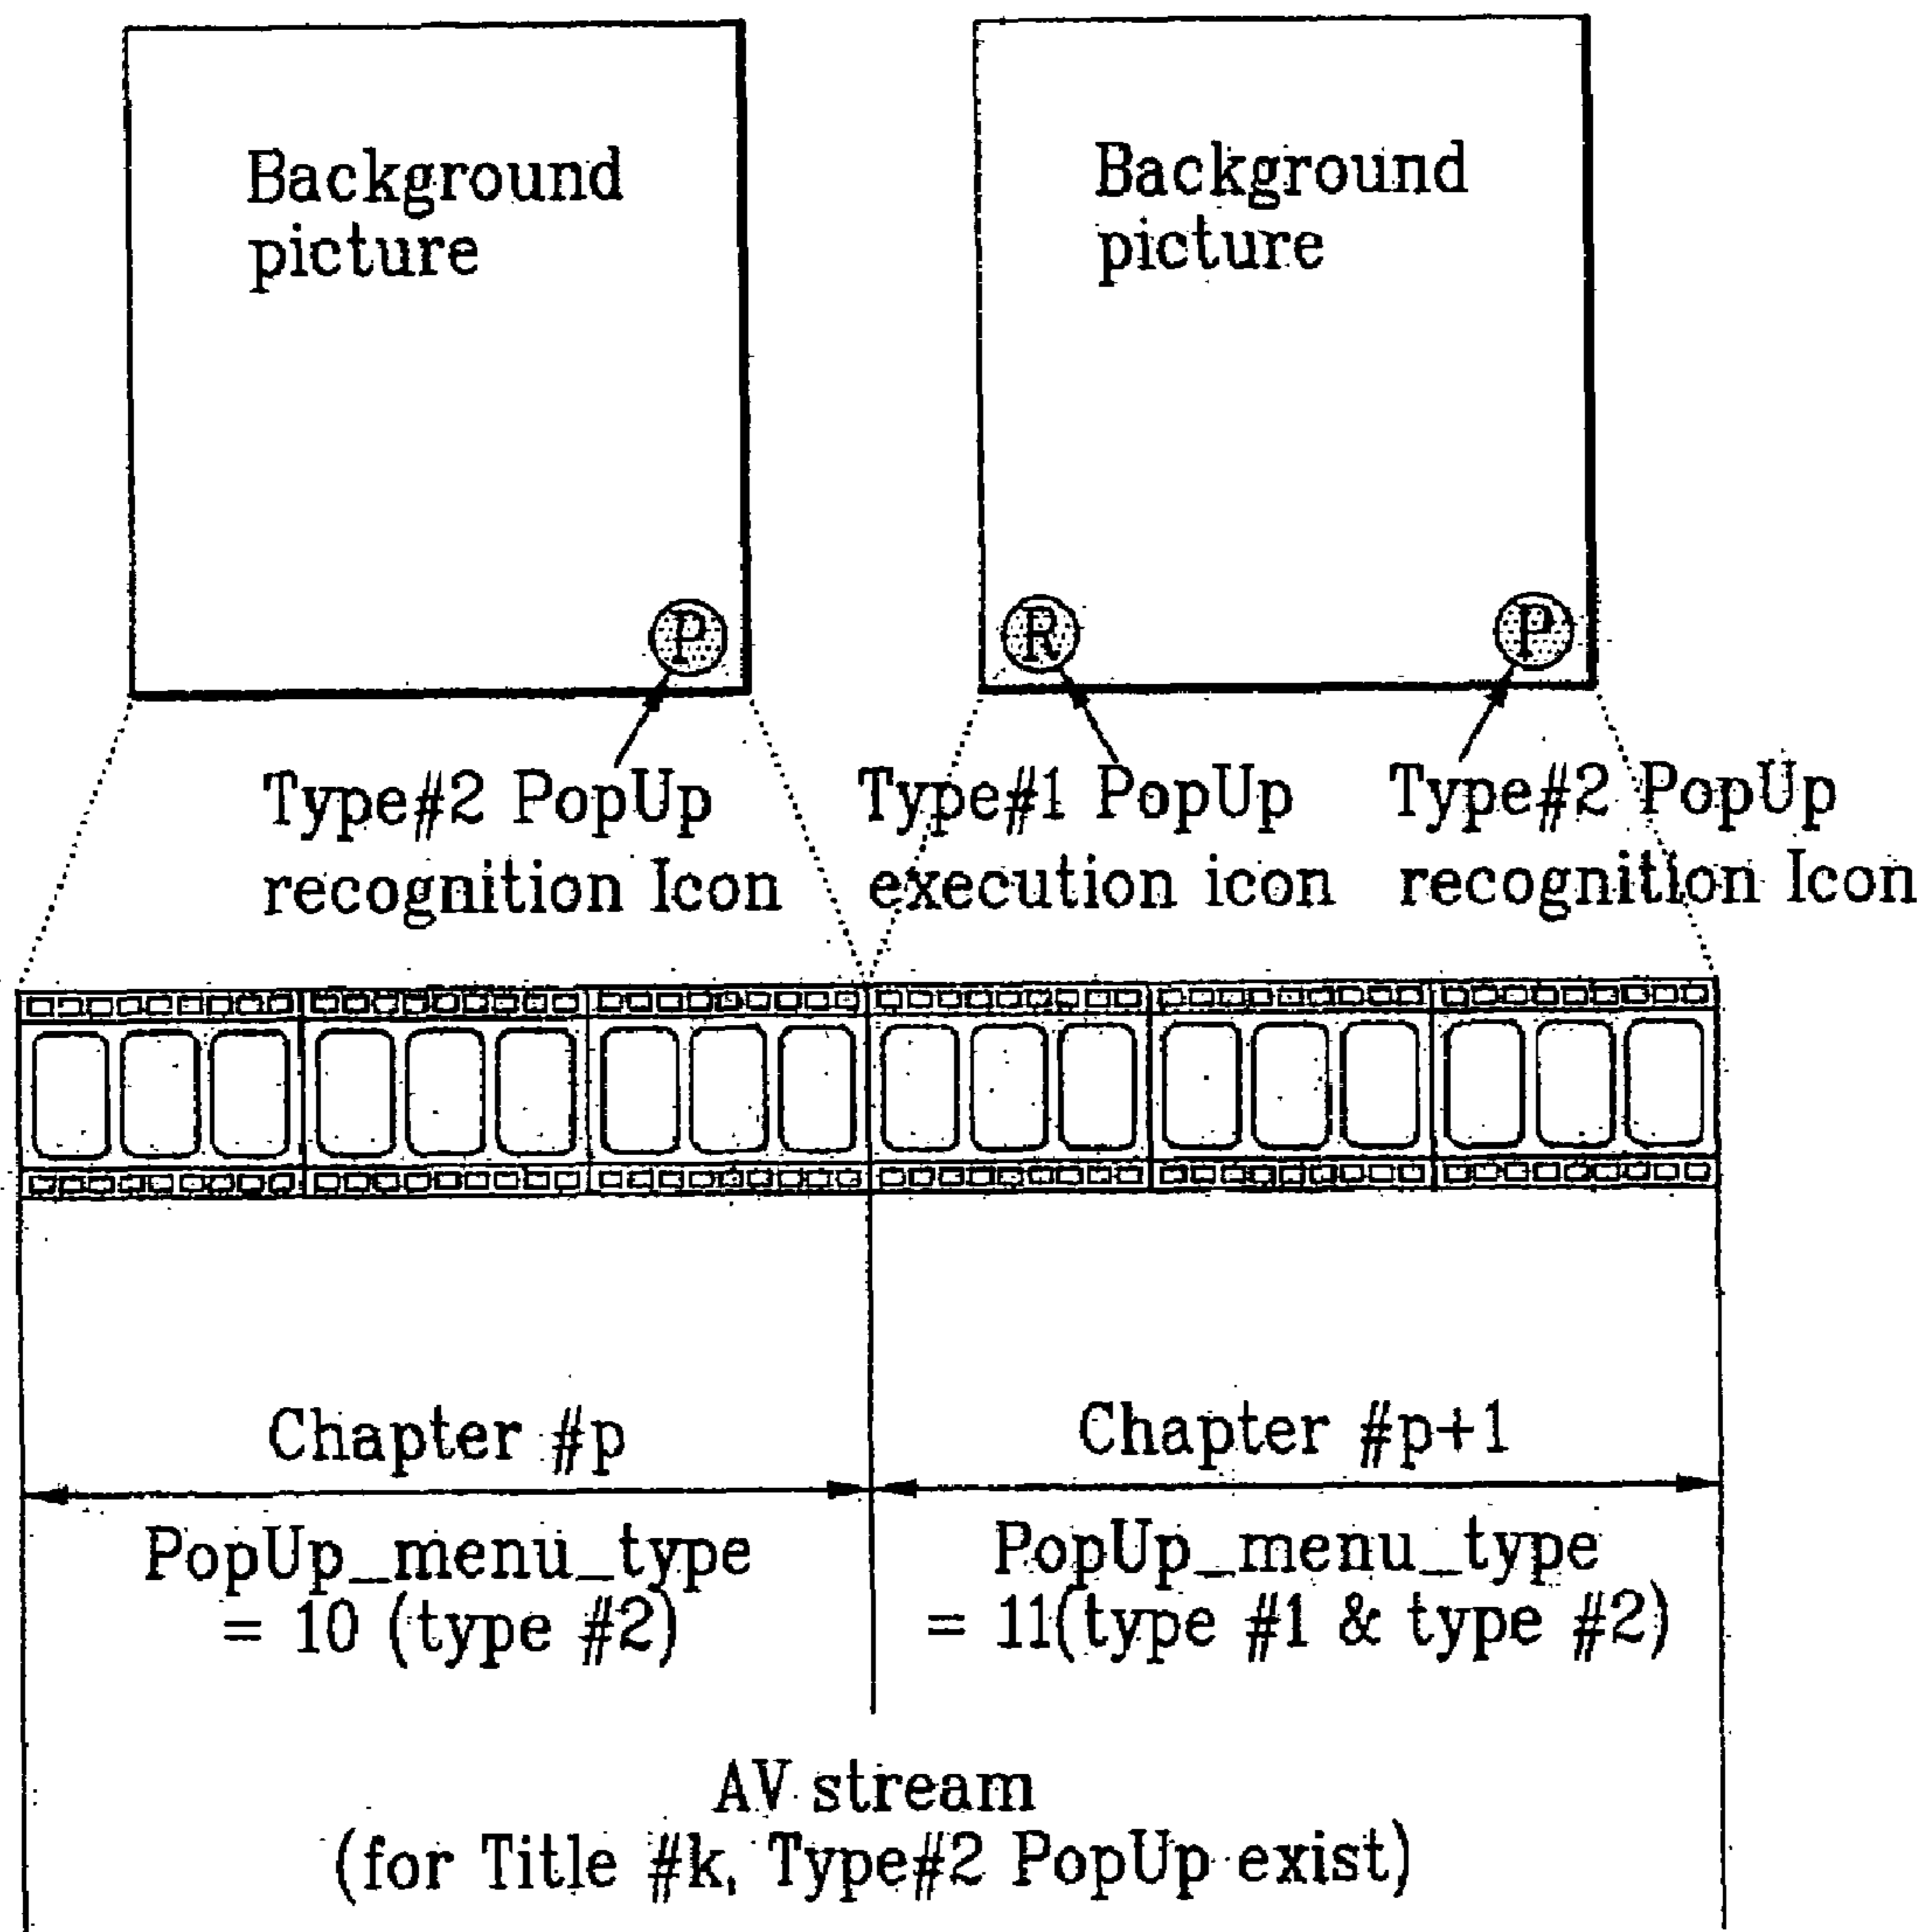 Background
picture
P
Background
picture
R
P
Type#2 PopUp
recognition Icon
Type#1 PopUp
execution icon
Type#2 PopUp
recognition Icon
Chapter #p
PopUp_menu_type
= 10 (type #2)
Chapter #p+1
PopUp_menu_type
= 11(type #1 & type #2)
AV stream
(for Title #k, Type#2 PopUp exist)